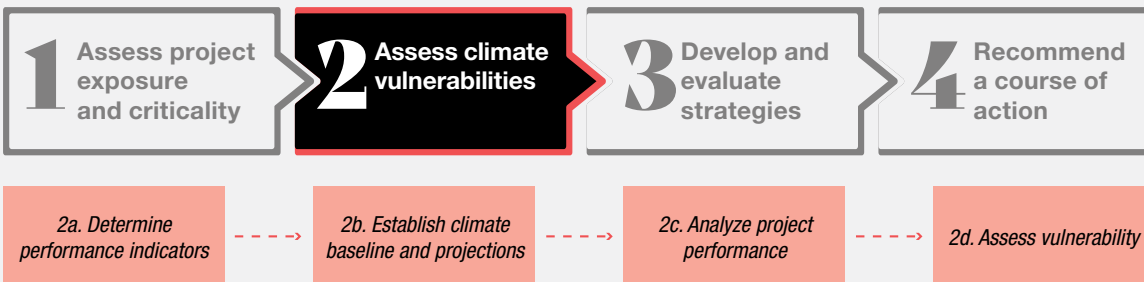 1 Assess project
exposure
and criticality
2 Assess climate
vulnerabilities
3 Develop and
evaluate
strategies
4 Recommend
a course of
action
2a. Determine
performance indicators
2b. Establish climate
baseline and projections
2c. Analyze project
performance
2d. Assess vulnerability